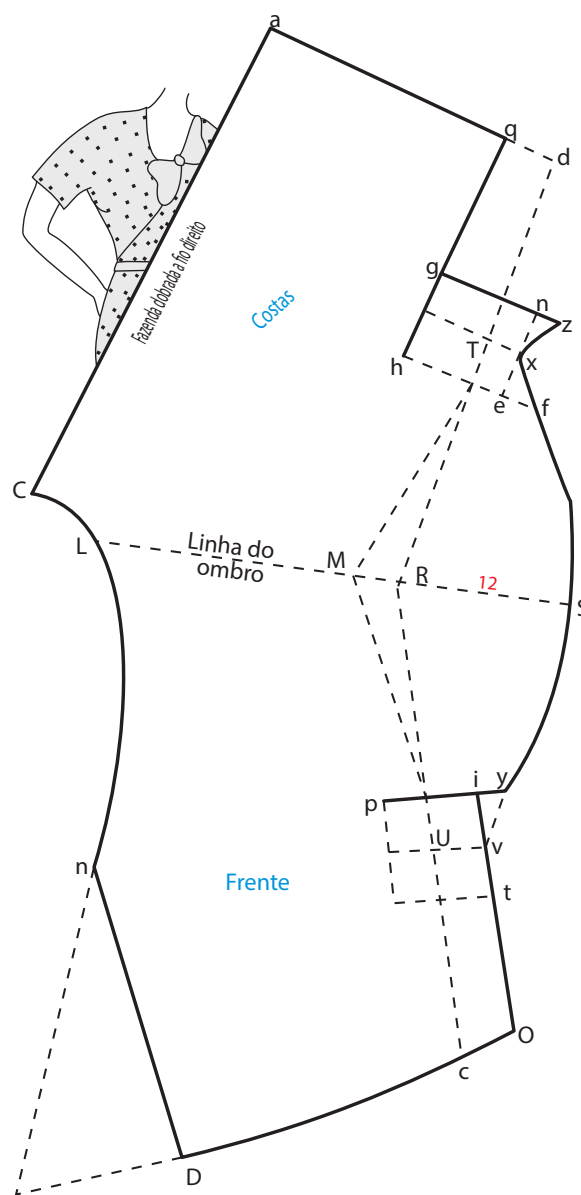 a
q
d
Fazenda dobrada a fio direito
Costas
g
n
z
T
x
h
e
f
C
L
Linha do
ombro
M
R
12
S
i
y
p
U
v
n
Frente
t
O
c
D